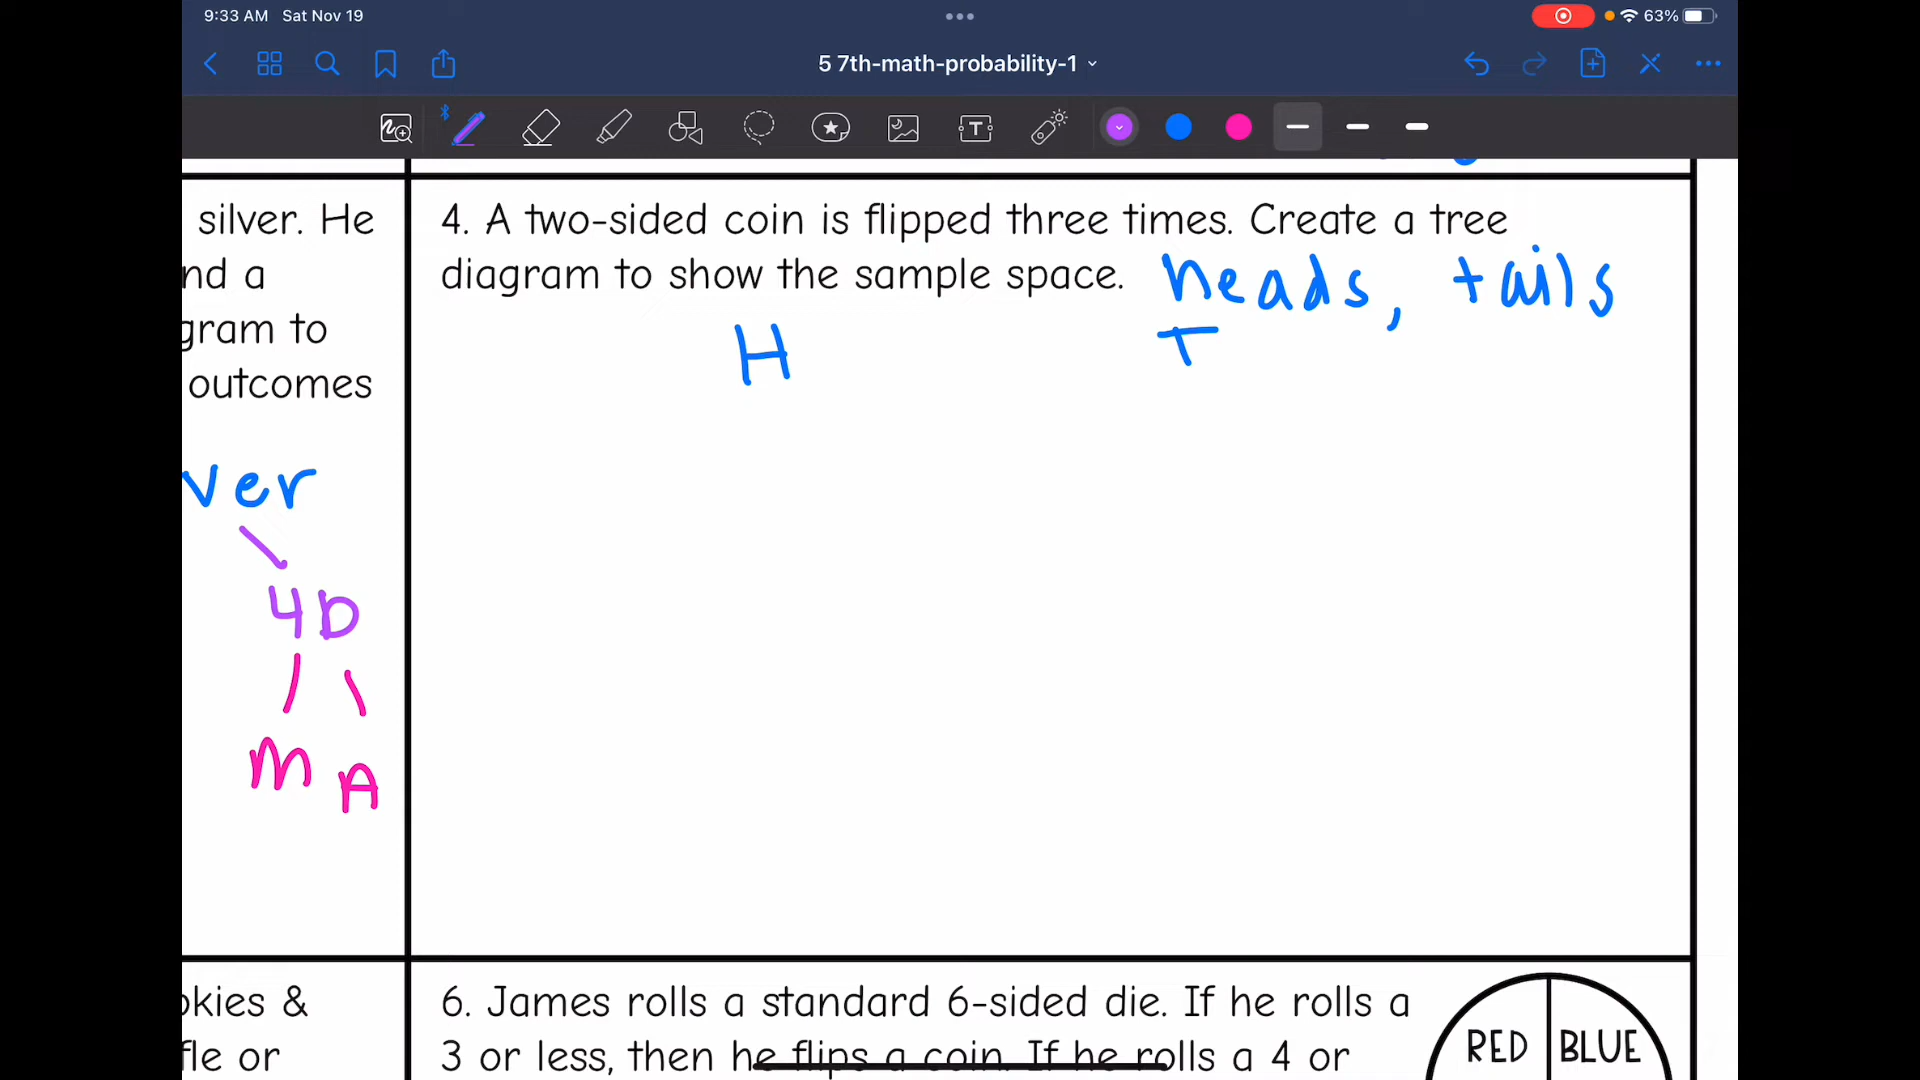 9:33 AM Sat Nov 19
63%
5 7th-math-probability-1
silver. He
nd a
gram to
outcomes
ver
4D
M A
4. A two-sided coin is flipped three times. Create a tree
diagram to show the sample space. heads, tails
H T
okies &
fle or
6. James rolls a standard 6-sided die. If he rolls a
3 or less, then he flips a coin. If he rolls a 4 or
RED BLUE